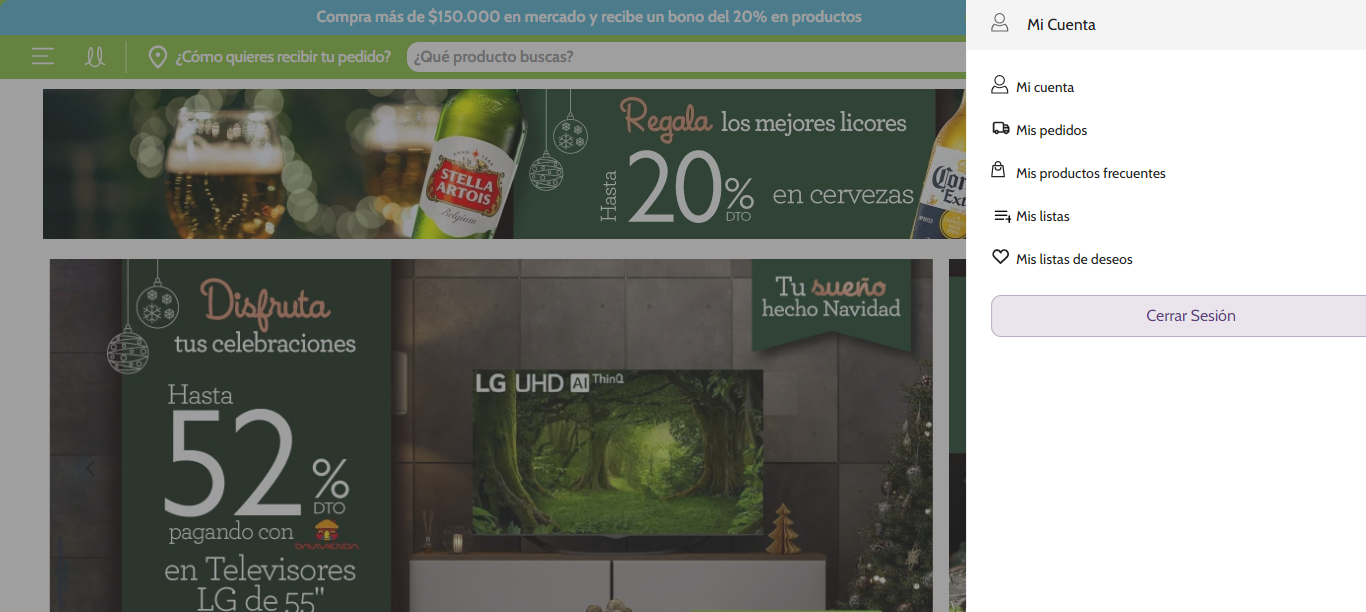 Compra más de $150.000 en mercado y recibe un bono del 20% en productos
¿Cómo quieres recibir tu pedido?
¿Qué producto buscas?
Regala los mejores licores
Hasta 20% DTO en cervezas
STELLA ARTOIS
Belgium
Disfruta
tus celebraciones
Hasta
52% DTO
pagando con DAVIVIENDA
en Televisores
LG de 55"
Tu sueño
hecho Navidad
LG UHD AI ThinQ
Mi Cuenta
Mi cuenta
Mis pedidos
Mis productos frecuentes
Mis listas
Mis listas de deseos
Cerrar Sesión